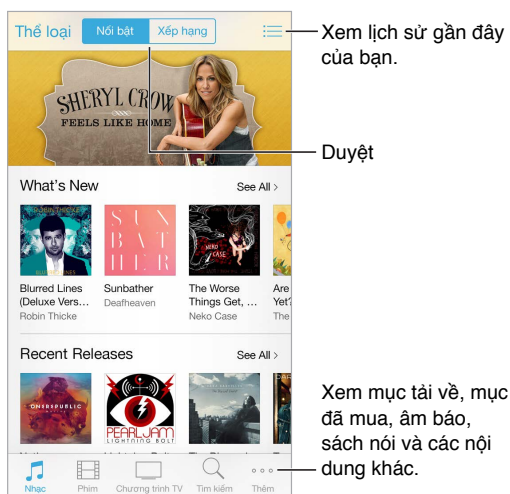 Thể loại Nổi bật Xếp hạng
Xem lịch sử gần đây
của bạn.
SHERYL CROW
FEELS LIKE HOME
Duyệt
What's New See All >
ROBIN THICKE
SUN
BAT
HER
NEKO
CASE
Blurred Lines
(Deluxe Vers…
Robin Thicke
Sunbather
Deafheaven
The Worse
Things Get, …
Neko Case
Are
Yet?
The
Recent Releases See All >
ONEREPUBLIC
PEARL JAM
LIGHTNING BOLT
Xem mục tải về, mục
đã mua, âm báo,
sách nói và các nội
dung khác.
Nhạc Phim Chương trình TV Tìm kiếm Thêm